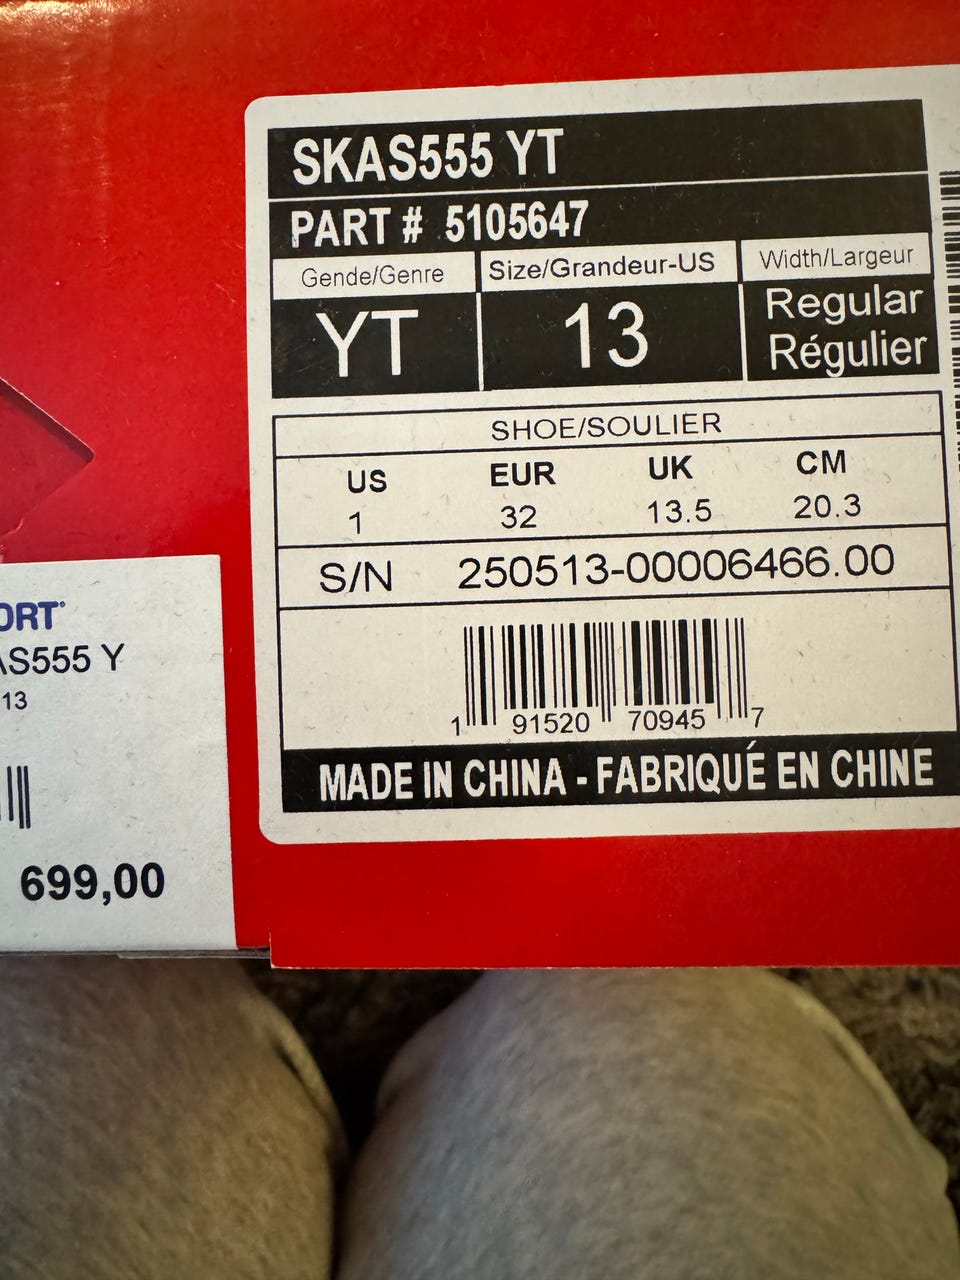 SKAS555 YT
PART # 5105647
Gende/Genre
Size/Grandeur-US
Width/Largeur
YT
13
Regular
Régulier
SHOE/SOULIER
US EUR UK CM
1 32 13.5 20.3
S/N 250513-00006466.00
1 91520 70945 7
MADE IN CHINA - FABRIQUÉ EN CHINE
ORT
AS555 Y
13
699,00